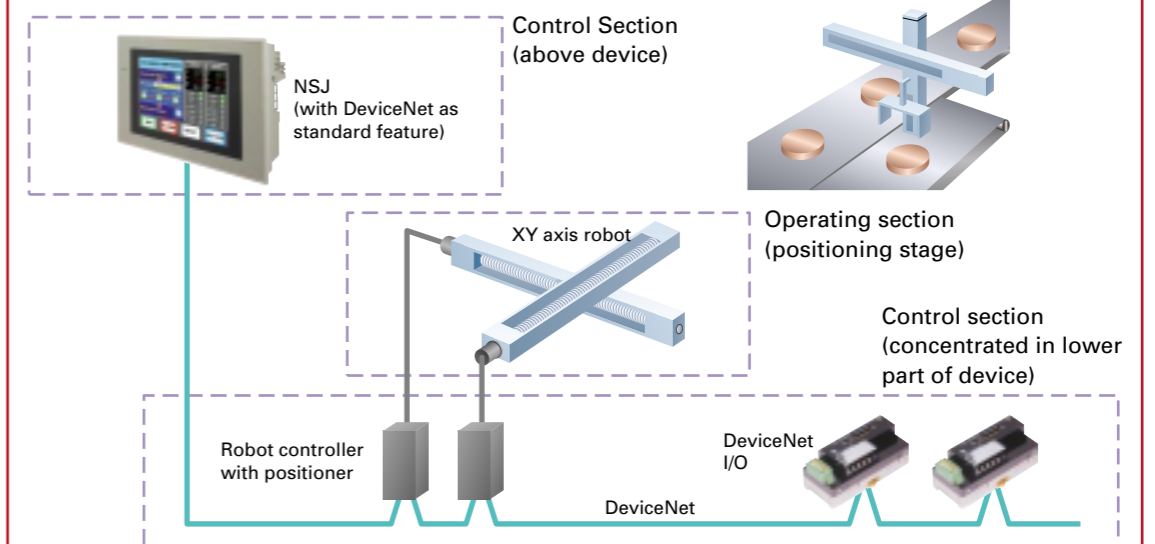 Control Section
(above device)
NSJ
(with DeviceNet as
standard feature)
Operating section
(positioning stage)
XY axis robot
Control section
(concentrated in lower
part of device)
Robot controller
with positioner
DeviceNet
I/O
DeviceNet